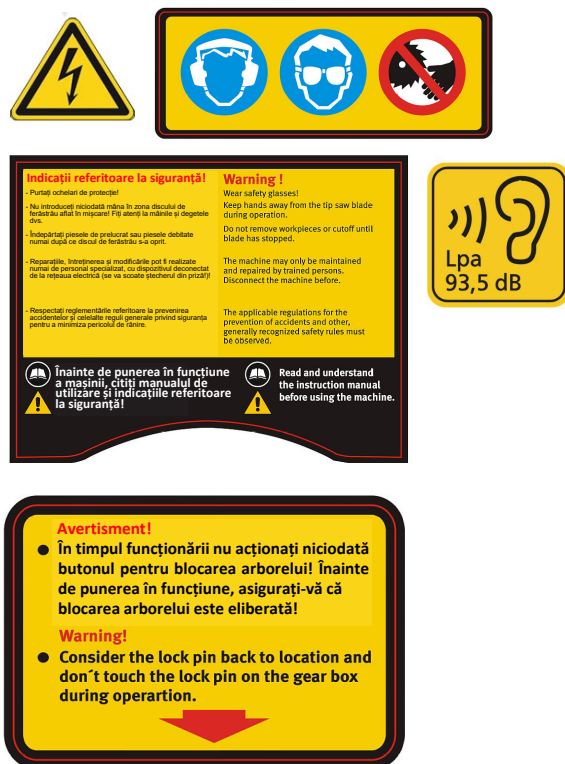 Indicații referitoare la siguranță!
- Purtați ochelari de protecție!
- Nu introduceți niciodată mâna în zona discului de
ferăstrău aflat în mișcare! Fiți atenți la mâinile și degetele
dvs.
- Îndepărtați piesele de prelucrat sau piesele debitate
numai după ce discul de ferăstrău s-a oprit.
- Reparațiile, întreținerea și modificările pot fi realizate
numai de personal specializat, cu dispozitivul deconectat
de la rețeaua electrică (se va scoate ștecherul din priză!)!
- Respectați reglementările referitoare la prevenirea
accidentelor și celelalte reguli generale privind siguranța
pentru a minimiza pericolul de rănire.
Warning !
Wear safety glasses!
Keep hands away from the tip saw blade
during operation.
Do not remove workpieces or cutoff until
blade has stopped.
The machine may only be maintained
and repaired by trained persons.
Disconnect the machine before.
The applicable regulations for the
prevention of accidents and other,
generally recognized safety rules must
be observed.
Înainte de punerea în funcțiune
a mașinii, citiți manualul de
utilizare și indicațiile referitoare
la siguranță!
Read and understand
the instruction manual
before using the machine.
Lpa
93,5 dB
Avertisment!
● În timpul funcționării nu acționați niciodată
butonul pentru blocarea arborelui! Înainte
de punerea în funcțiune, asigurați-vă că
blocarea arborelui este eliberată!
Warning!
● Consider the lock pin back to location and
don´t touch the lock pin on the gear box
during operartion.